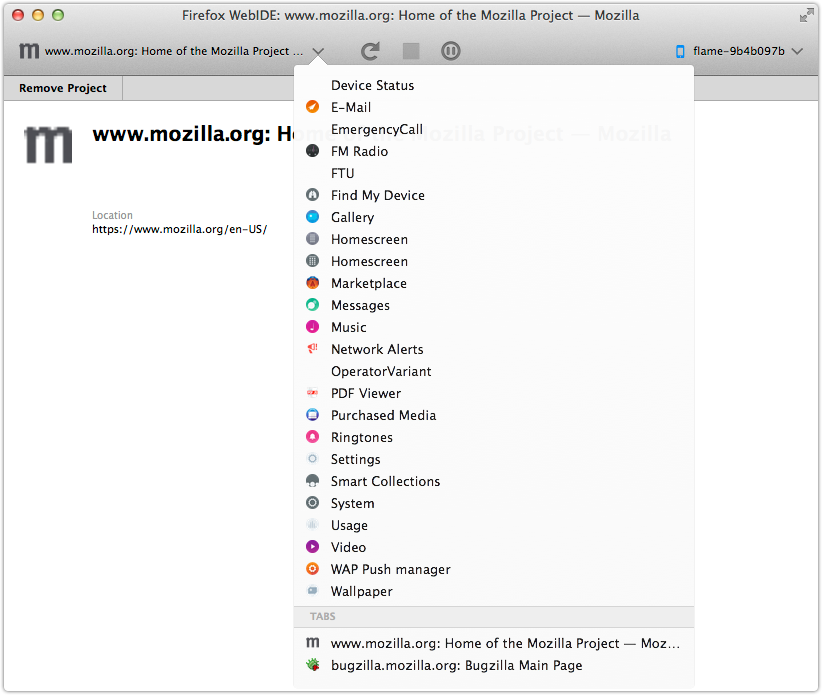 Firefox WebIDE: www.mozilla.org: Home of the Mozilla Project — Mozilla
m www.mozilla.org: Home of the Mozilla Project ...
flame-9b4b097b
Remove Project
m www.mozilla.org: Home of the Mozilla Project — Mozilla
Location
https://www.mozilla.org/en-US/
Device Status
E-Mail
EmergencyCall
FM Radio
FTU
Find My Device
Gallery
Homescreen
Homescreen
Marketplace
Messages
Music
Network Alerts
OperatorVariant
PDF Viewer
Purchased Media
Ringtones
Settings
Smart Collections
System
Usage
Video
WAP Push manager
Wallpaper
TABS
m www.mozilla.org: Home of the Mozilla Project — Moz...
bugzilla.mozilla.org: Bugzilla Main Page